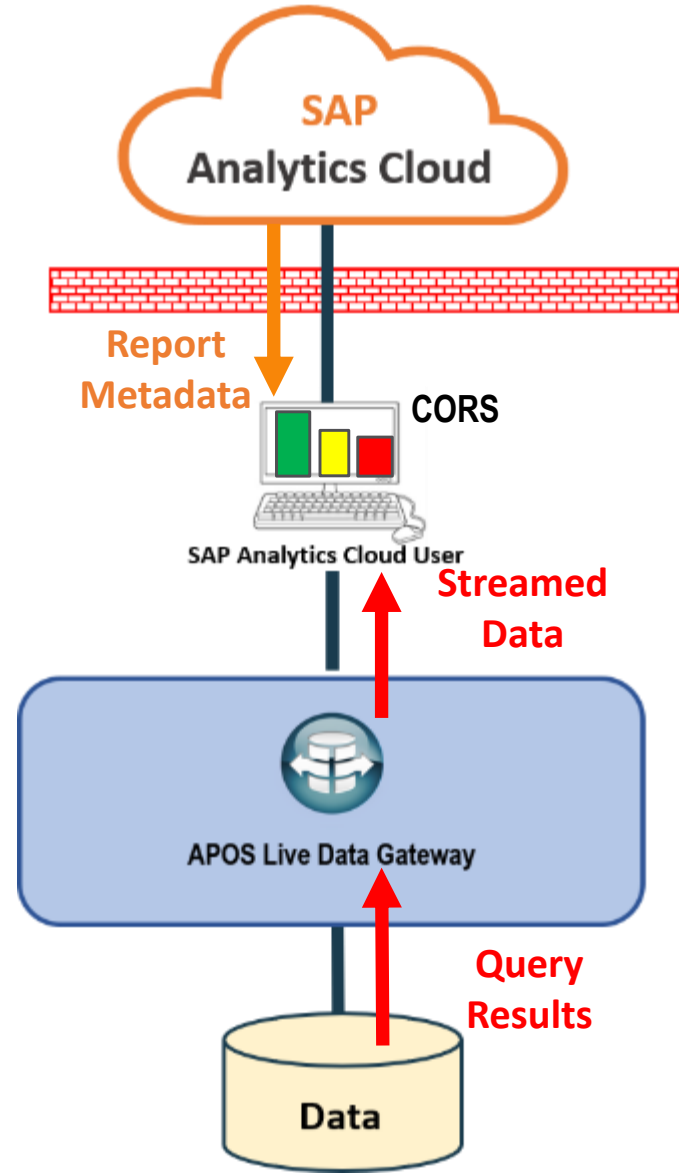 SAP
Analytics Cloud
Report
Metadata
CORS
SAP Analytics Cloud User
Streamed
Data
APOS Live Data Gateway
Query
Results
Data